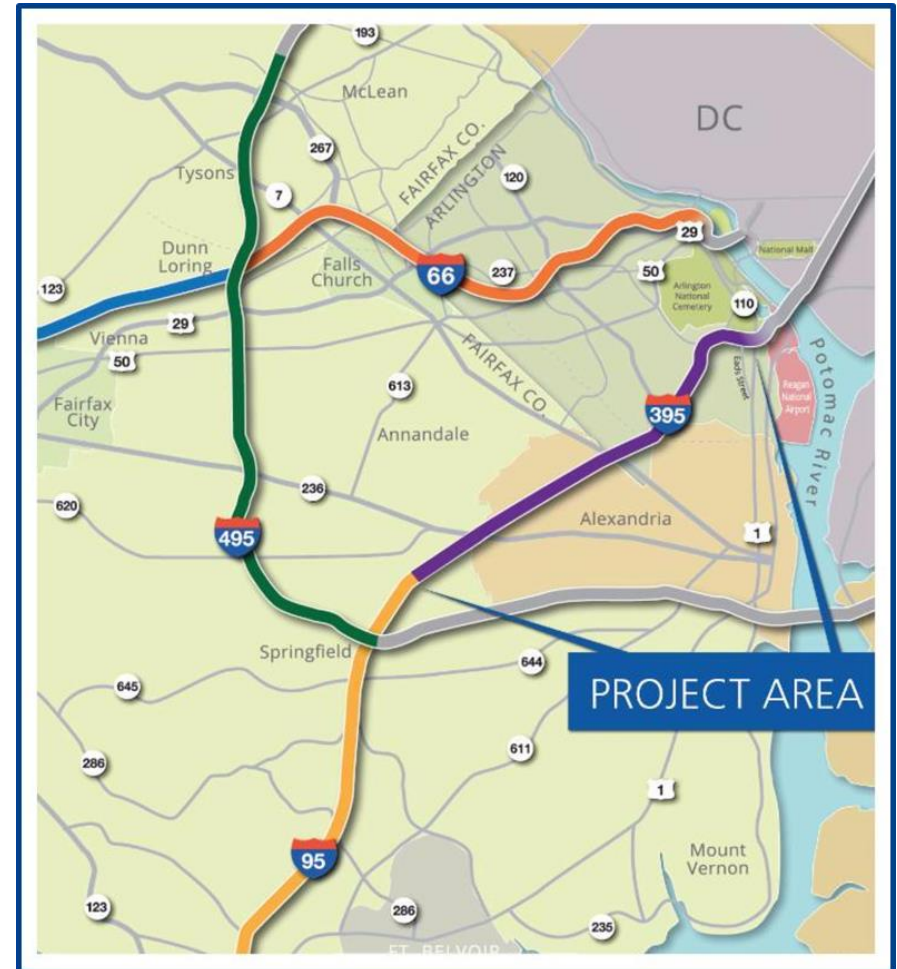 193
McLean
DC
FAIRFAX CO.
ARLINGTON
267
120
Tysons
7
29
National Mall
Dunn
Loring
Falls
Church
66
237
50
Arlington
National
Cemetery
110
123
29
Vienna
50
FAIRFAX CO.
Eads Street
Potomac River
Reagan
National
Airport
613
395
Fairfax
City
Annandale
236
620
Alexandria
495
1
Springfield
644
PROJECT AREA
645
611
286
1
95
Mount
Vernon
123
286
235
FT. BELVOIR